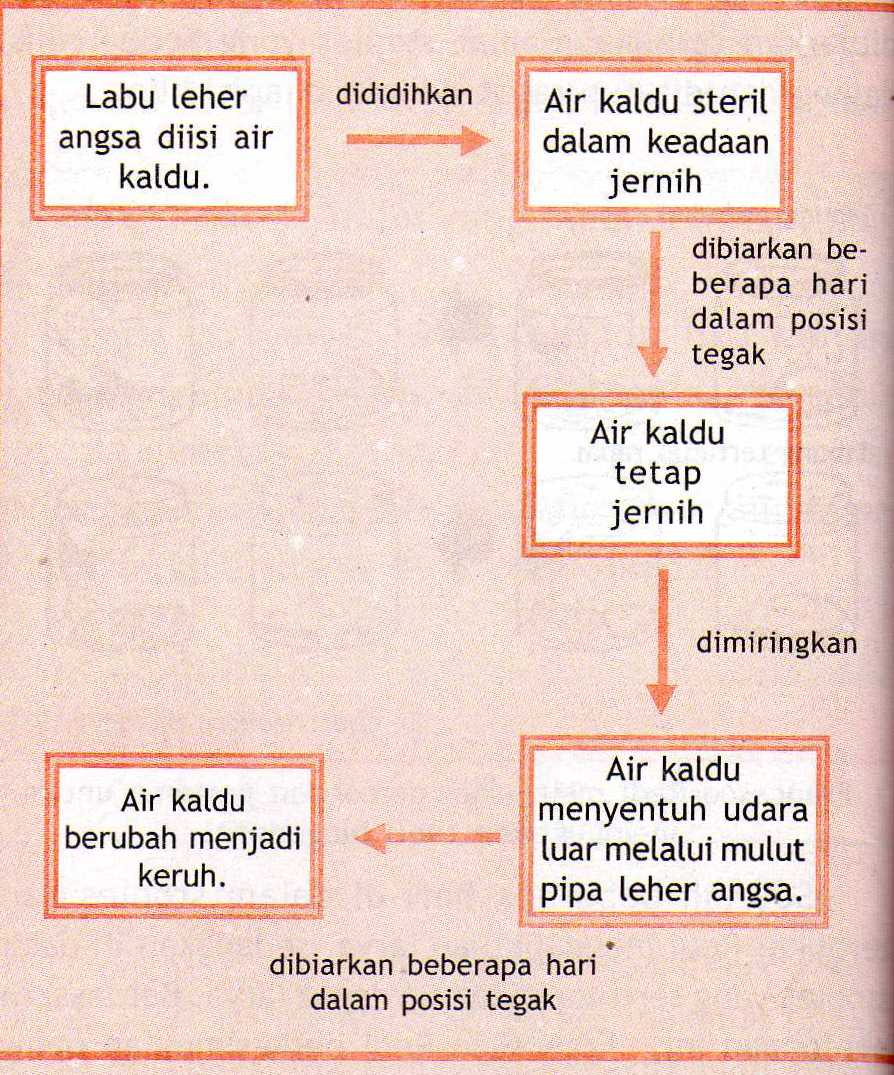 Labu leher
angsa diisi air
kaldu.
dididihkan
Air kaldu steril
dalam keadaan
jernih
dibiarkan be-
berapa hari
dalam posisi
tegak
Air kaldu
tetap
jernih
dimiringkan
Air kaldu
menyentuh udara
luar melalui mulut
pipa leher angsa.
Air kaldu
berubah menjadi
keruh.
dibiarkan beberapa hari
dalam posisi tegak